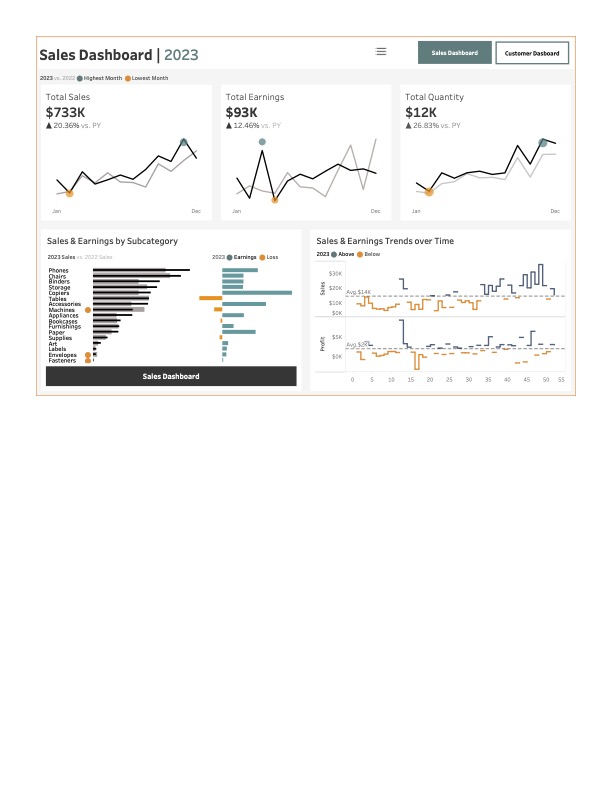 Sales Dashboard | 2023
Sales Dashboard
Customer Dasboard
2023 vs. 2022 Highest Month Lowest Month
Total Sales
$733K
▲ 20.36% vs. PY
Jan Dec
Total Earnings
$93K
▲ 12.46% vs. PY
Jan Dec
Total Quantity
$12K
▲ 26.83% vs. PY
Jan Dec
Sales & Earnings by Subcategory
2023 Sales vs. 2022 Sales
2023 Earnings Loss
Phones
Chairs
Binders
Storage
Copiers
Tables
Accessories
Machines
Appliances
Bookcases
Furnishings
Paper
Supplies
Art
Labels
Envelopes
Fasteners
Sales Dashboard
Sales & Earnings Trends over Time
2023 Above Below
Sales
$30K
$20K
Avg.$14K
$10K
$0K
Profit
$5K
$0K
0 5 10 15 20 25 30 35 40 45 50 55